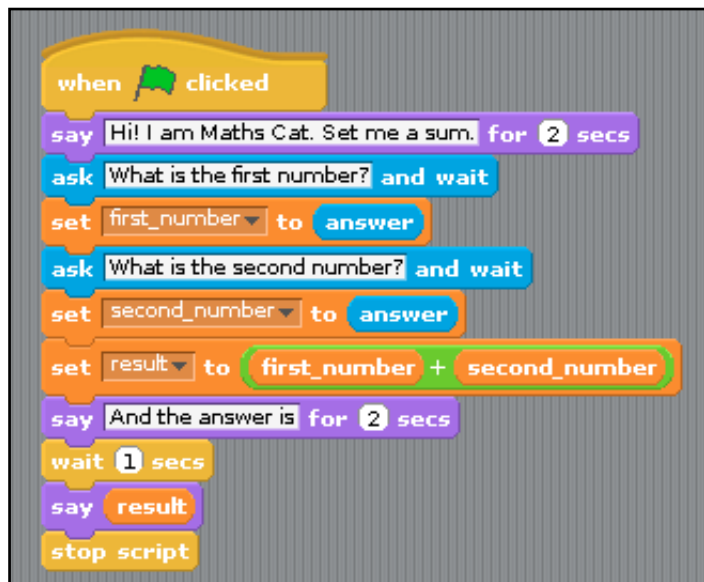 when clicked
say Hi! I am Maths Cat. Set me a sum. for 2 secs
ask What is the first number? and wait
set first_number to answer
ask What is the second number? and wait
set second_number to answer
set result to first_number + second_number
say And the answer is for 2 secs
wait 1 secs
say result
stop script